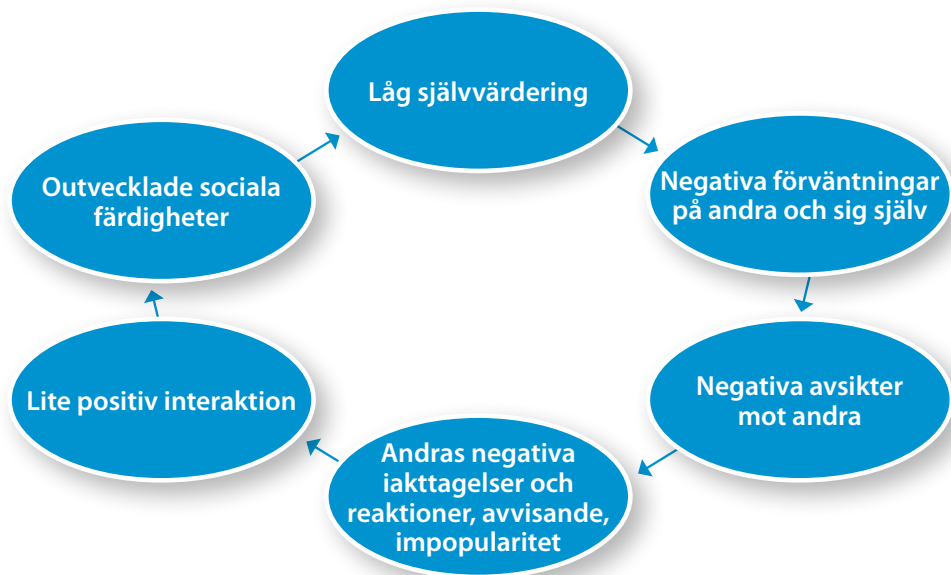 Låg självvärdering
Negativa förväntningar
på andra och sig själv
Negativa avsikter
mot andra
Andras negativa
iakttagelser och
reaktioner, avvisande,
impopularitet
Lite positiv interaktion
Outvecklade sociala
färdigheter